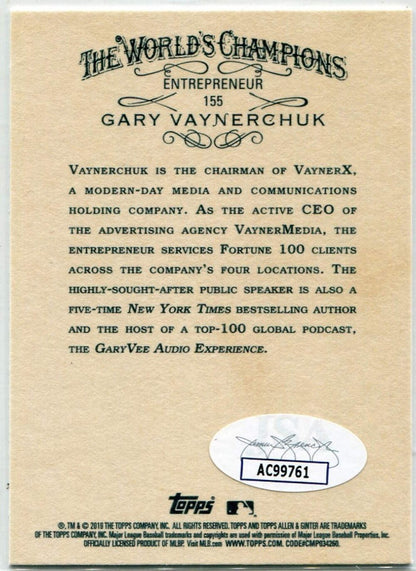 THE WORLD'S CHAMPIONS
ENTREPRENEUR
155
GARY VAYNERCHUK
VAYNERCHUK IS THE CHAIRMAN OF VAYNERX,
A MODERN-DAY MEDIA AND COMMUNICATIONS
HOLDING COMPANY. AS THE ACTIVE CEO OF
THE ADVERTISING AGENCY VAYNERMEDIA, THE
ENTREPRENEUR SERVICES FORTUNE 100 CLIENTS
ACROSS THE COMPANY'S FOUR LOCATIONS. THE
HIGHLY-SOUGHT-AFTER PUBLIC SPEAKER IS ALSO A
FIVE-TIME NEW YORK TIMES BESTSELLING AUTHOR
AND THE HOST OF A TOP-100 GLOBAL PODCAST,
THE GARYVEE AUDIO EXPERIENCE.
AC99761
Topps
®, TM & © 2019 THE TOPPS COMPANY, INC. ALL RIGHTS RESERVED. TOPPS AND TOPPS ALLEN & GINTER ARE TRADEMARKS
OF THE TOPPS COMPANY, INC. Major League Baseball trademarks and copyrights are used with permission of Major League Baseball Properties, Inc.
OFFICIALLY LICENSED PRODUCT OF MLBP. Visit MLB.com WWW.TOPPS.COM. CODE#CMP034260.